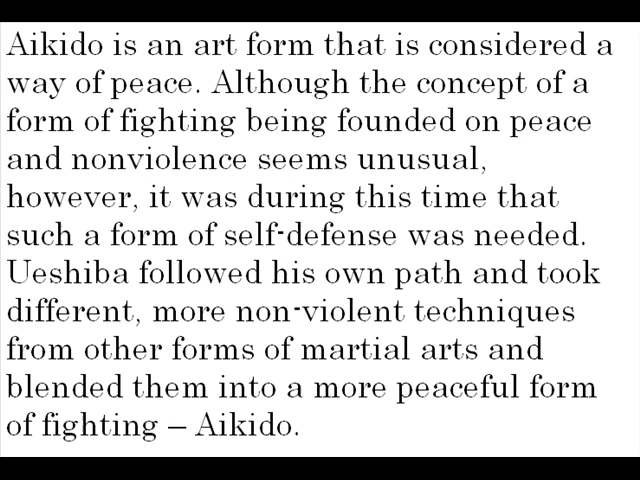 Aikido is an art form that is considered a
way of peace. Although the concept of a
form of fighting being founded on peace
and nonviolence seems unusual,
however, it was during this time that
such a form of self-defense was needed.
Ueshiba followed his own path and took
different, more non-violent techniques
from other forms of martial arts and
blended them into a more peaceful form
of fighting – Aikido.